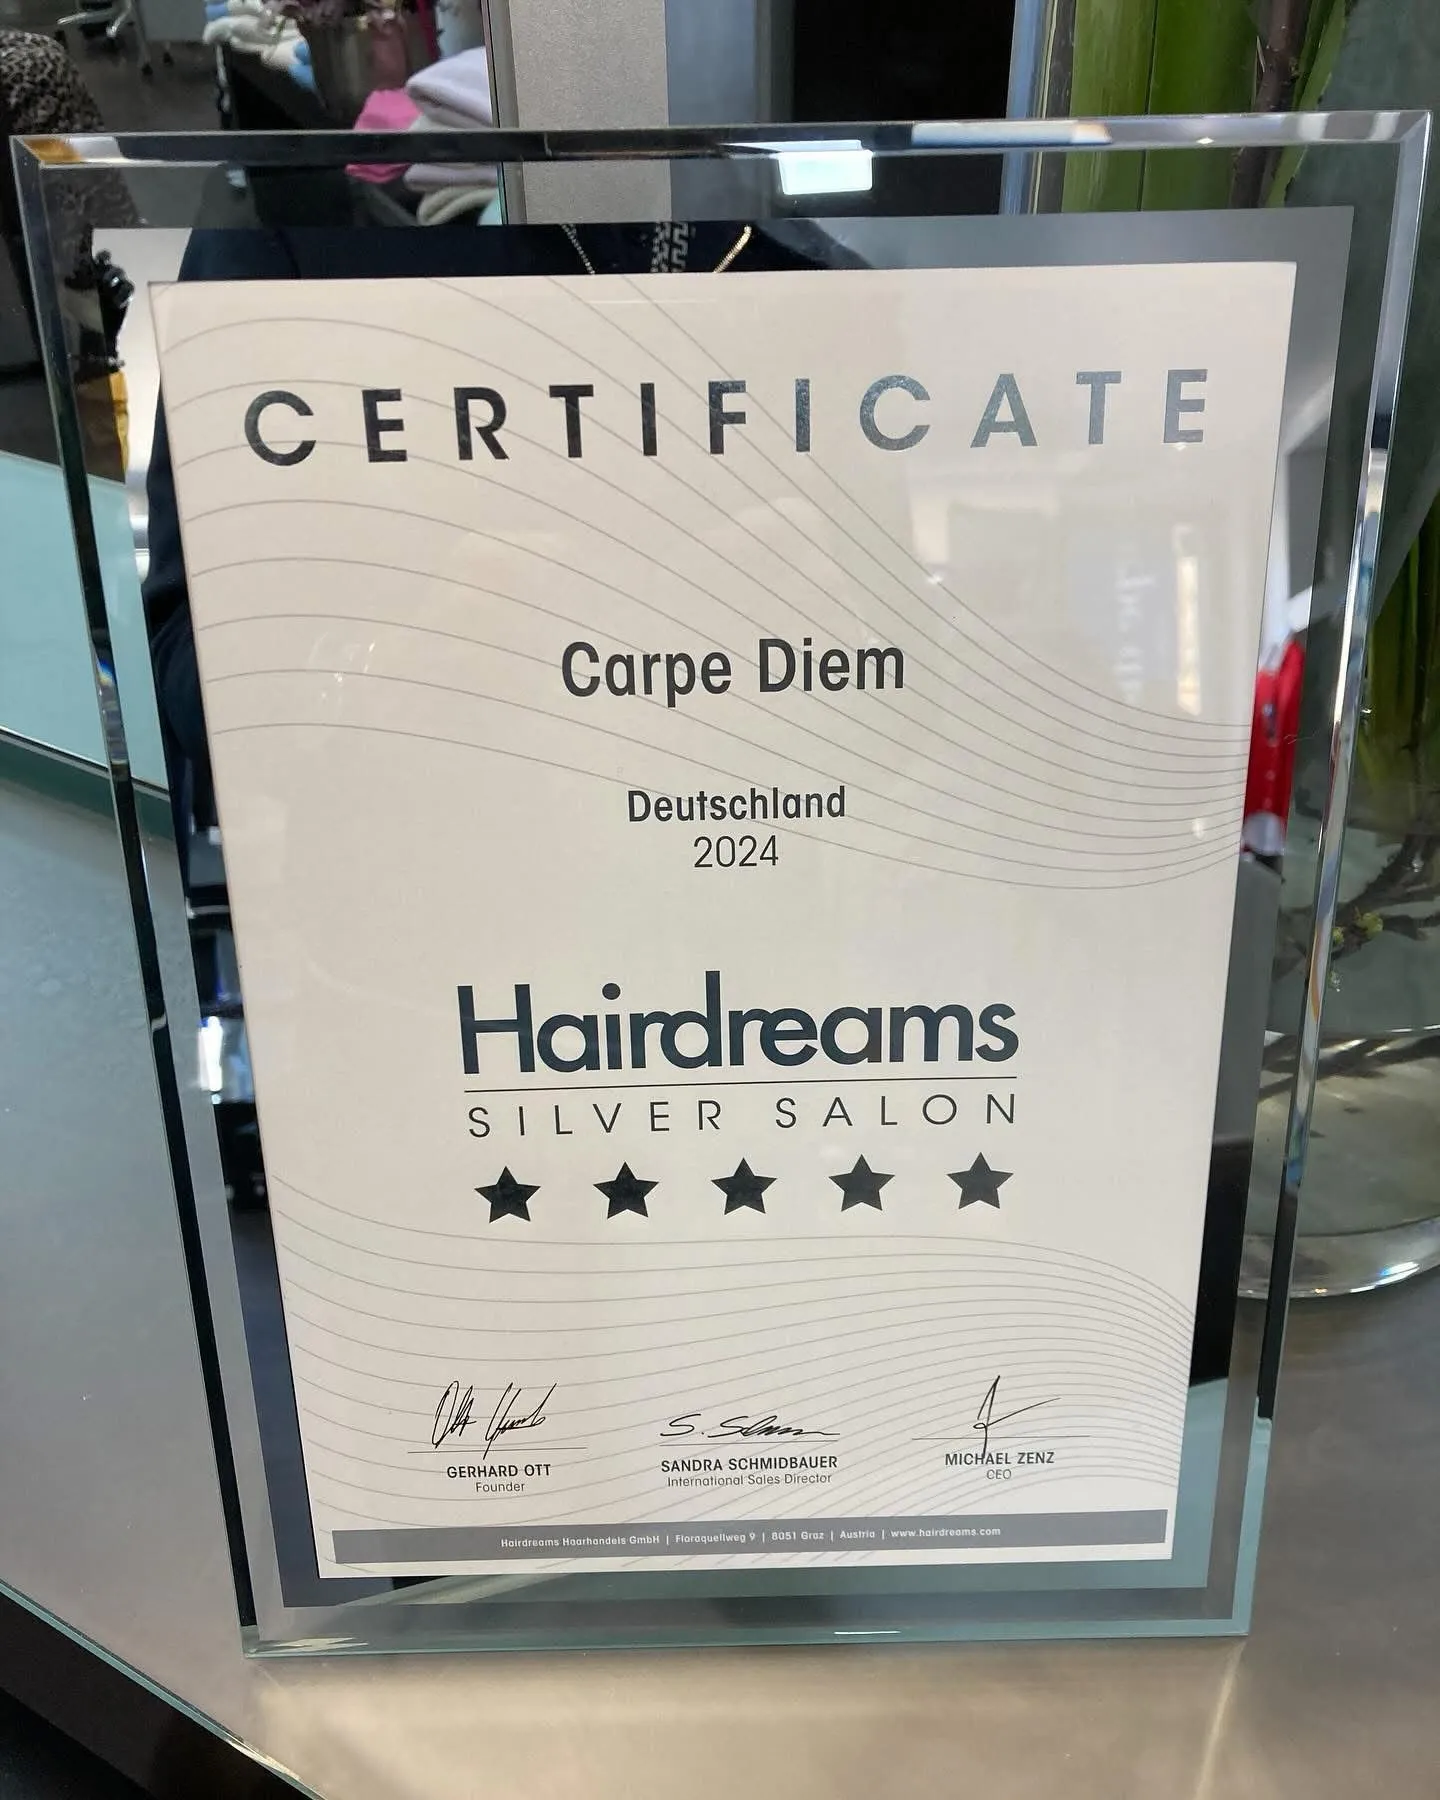 CERTIFICATE
Carpe Diem
Deutschland
2024
Hairdreams
SILVER SALON
GERHARD OTT
Founder
SANDRA SCHMIDBAUER
International Sales Director
MICHAEL ZENZ
CEO
Hairdreams Haarhandels GmbH | Floraquellweg 9 | 8051 Graz | Austria | www.hairdreams.com